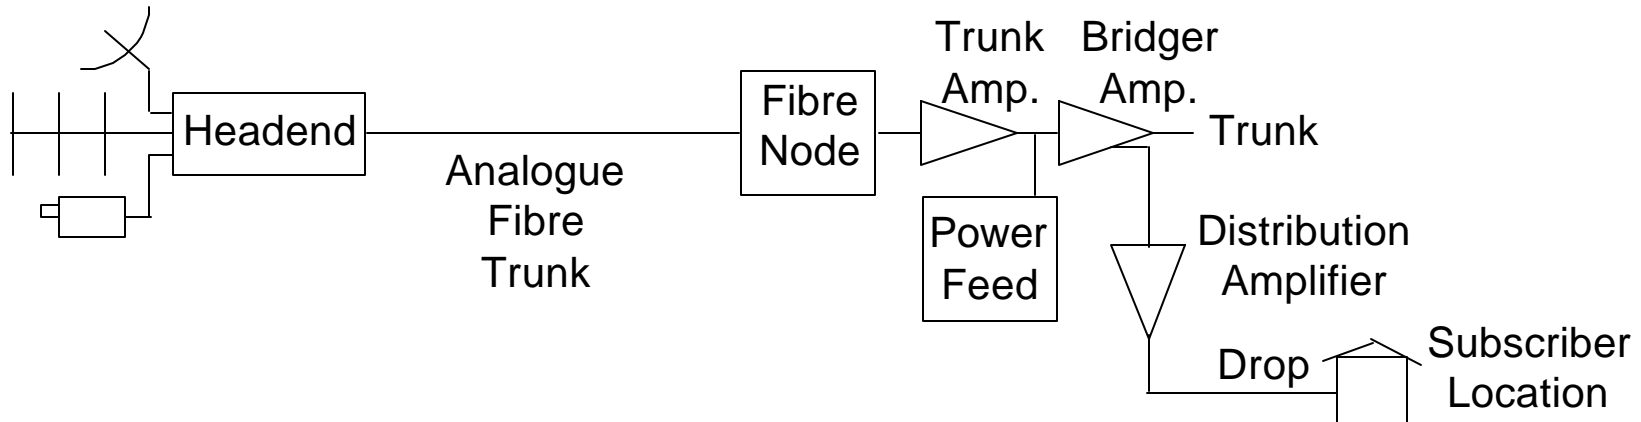 Headend
Analogue
Fibre
Trunk
Fibre
Node
Trunk
Amp.
Bridger
Amp.
Trunk
Power
Feed
Distribution
Amplifier
Drop
Subscriber
Location